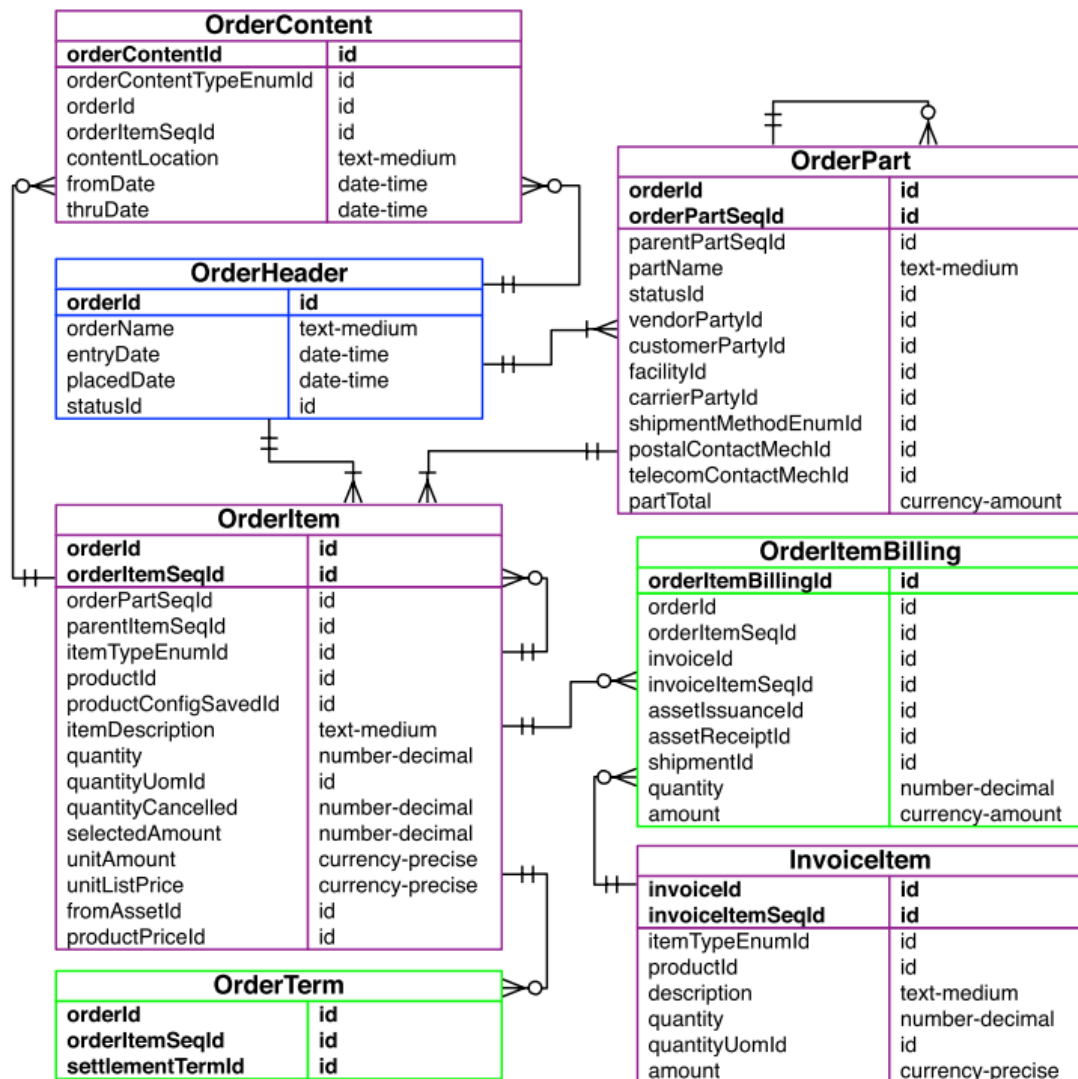 OrderContent
orderContentId id
orderContentTypeEnumId id
orderId id
orderItemSeqId id
contentLocation text-medium
fromDate date-time
thruDate date-time
OrderHeader
orderId id
orderName text-medium
entryDate date-time
placedDate date-time
statusId id
OrderPart
orderId id
orderPartSeqId id
parentPartSeqId id
partName text-medium
statusId id
vendorPartyId id
customerPartyId id
facilityId id
carrierPartyId id
shipmentMethodEnumId id
postalContactMechId id
telecomContactMechId id
partTotal currency-amount
OrderItem
orderId id
orderItemSeqId id
orderPartSeqId id
parentItemSeqId id
itemTypeEnumId id
productId id
productConfigSavedId id
itemDescription text-medium
quantity number-decimal
quantityUomId id
quantityCancelled number-decimal
selectedAmount number-decimal
unitAmount currency-precise
unitListPrice currency-precise
fromAssetId id
productPriceId id
OrderItemBilling
orderItemBillingId id
orderId id
orderItemSeqId id
invoiceId id
invoiceItemSeqId id
assetIssuanceId id
assetReceiptId id
shipmentId id
quantity number-decimal
amount currency-amount
OrderTerm
orderId id
orderItemSeqId id
settlementTermId id
InvoiceItem
invoiceId id
invoiceItemSeqId id
itemTypeEnumId id
productId id
description text-medium
quantity number-decimal
quantityUomId id
amount currency-precise